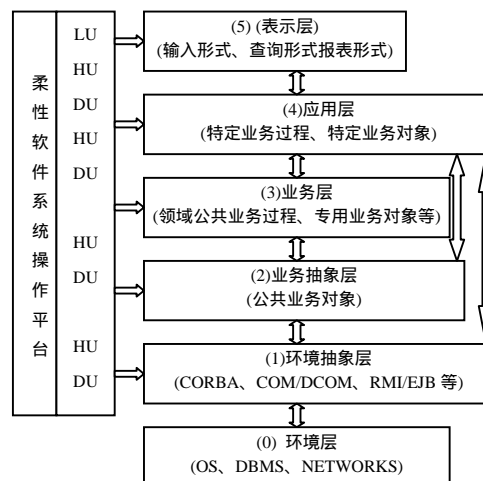 柔性软件系统操作平台
LU
HU
DU
HU
DU
HU
DU
HU
DU
(5) (表示层)
(输入形式、查询形式报表形式)
(4)应用层
(特定业务过程、特定业务对象)
(3)业务层
(领域公共业务过程、专用业务对象等)
(2)业务抽象层
(公共业务对象)
(1)环境抽象层
(CORBA、COM/DCOM、RMI/EJB 等)
(0) 环境层
(OS、DBMS、NETWORKS)